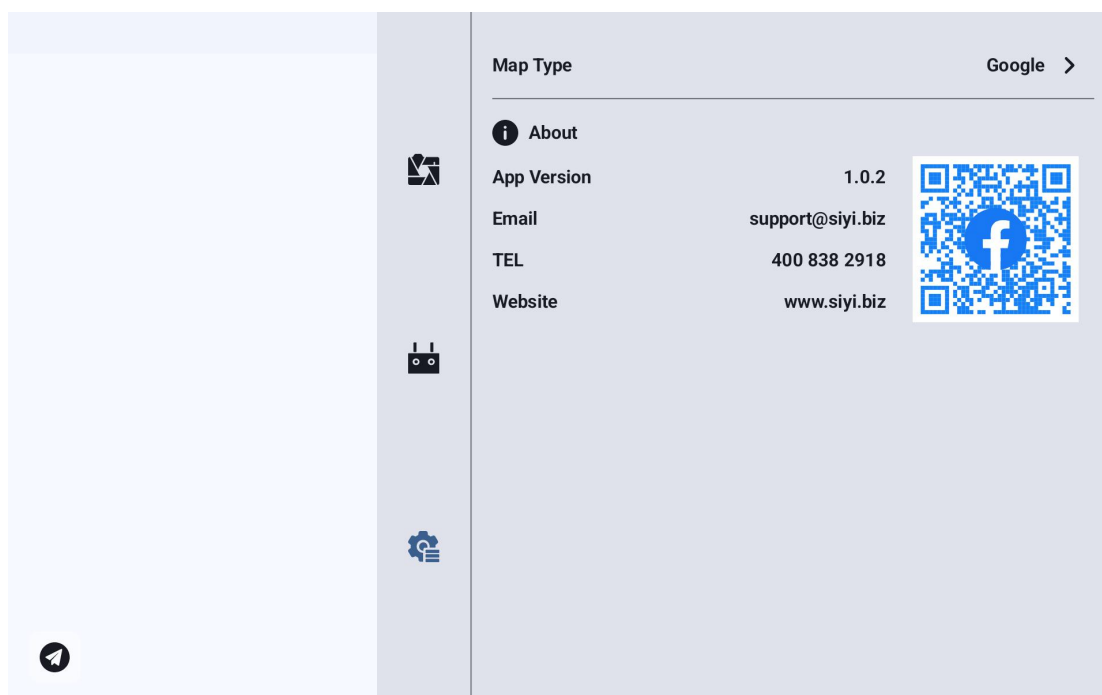 Map Type Google
About
App Version 1.0.2
Email support@siyi.biz
TEL 400 838 2918
Website www.siyi.biz